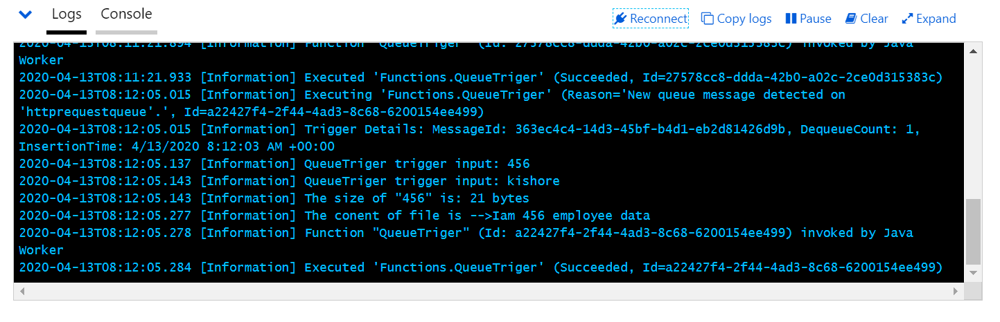 Logs Console Reconnect Copy logs Pause Clear Expand
2020-04-13T08:11:21.894 [Information] Function "QueueTriger" (Id: 27578cc8-ddda-42b0-a02c-2ce0d315383c) invoked by Java
Worker
2020-04-13T08:11:21.933 [Information] Executed 'Functions.QueueTriger' (Succeeded, Id=27578cc8-ddda-42b0-a02c-2ce0d315383c)
2020-04-13T08:12:05.015 [Information] Executing 'Functions.QueueTriger' (Reason='New queue message detected on
'httprequestqueue'.', Id=a22427f4-2f44-4ad3-8c68-6200154ee499)
2020-04-13T08:12:05.015 [Information] Trigger Details: MessageId: 363ec4c4-14d3-45bf-b4d1-eb2d81426d9b, DequeueCount: 1,
InsertionTime: 4/13/2020 8:12:03 AM +00:00
2020-04-13T08:12:05.137 [Information] QueueTriger trigger input: 456
2020-04-13T08:12:05.143 [Information] QueueTriger trigger input: kishore
2020-04-13T08:12:05.143 [Information] The size of "456" is: 21 bytes
2020-04-13T08:12:05.277 [Information] The conent of file is -->Iam 456 employee data
2020-04-13T08:12:05.278 [Information] Function "QueueTriger" (Id: a22427f4-2f44-4ad3-8c68-6200154ee499) invoked by Java
Worker
2020-04-13T08:12:05.284 [Information] Executed 'Functions.QueueTriger' (Succeeded, Id=a22427f4-2f44-4ad3-8c68-6200154ee499)